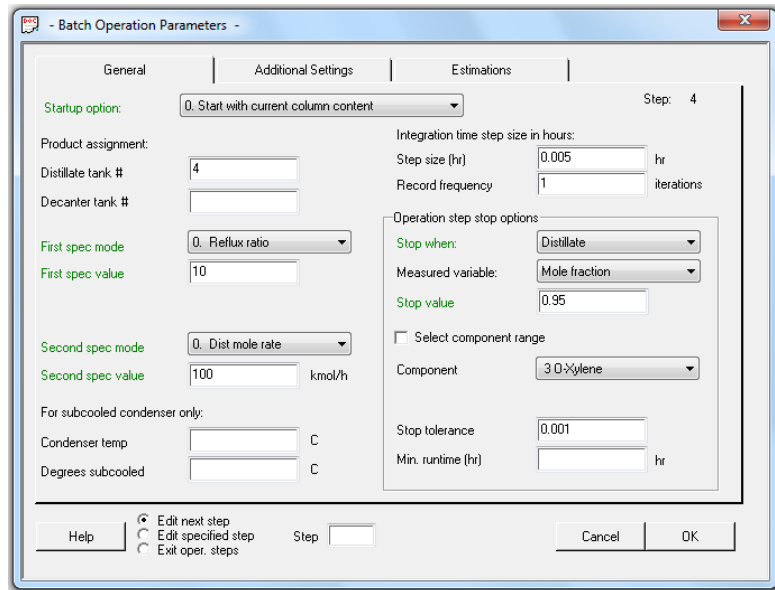 - Batch Operation Parameters -
General
Additional Settings
Estimations
Startup option:
0. Start with current column content
Step: 4
Product assignment:
Distillate tank #
4
Decanter tank #
First spec mode
0. Reflux ratio
First spec value
10
Second spec mode
0. Dist mole rate
Second spec value
100
kmol/h
For subcooled condenser only:
Condenser temp
C
Degrees subcooled
C
Integration time step size in hours:
Step size (hr)
0.005
hr
Record frequency
1
iterations
Operation step stop options
Stop when:
Distillate
Measured variable:
Mole fraction
Stop value
0.95
Select component range
Component
3 O-Xylene
Stop tolerance
0.001
Min. runtime (hr)
hr
Help
Edit next step
Edit specified step
Exit oper. steps
Step
Cancel
OK